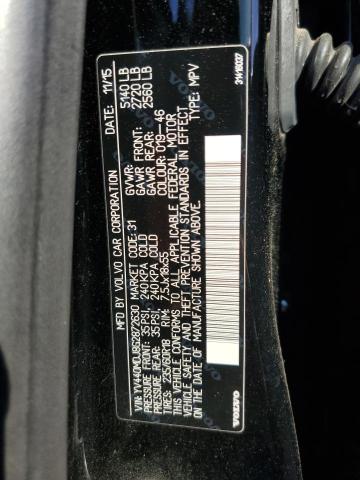 MFD. BY VOLVO CAR CORPORATION DATE: 11/15
GVWR: 5140 LB
GAWR FRONT: 2720 LB
GAWR REAR: 2560 LB
VIN: YV440MDJ8G2872630 MARKET CODE: 31 COLOUR: 019-46
PRESSURE FRONT: 35PSI, 240KPA COLD
PRESSURE REAR: 35PSI, 240KPA COLD
TIRES: 235/60R18 RIM: 7,5Jx18x55 TYPE: MPV
THIS VEHICLE CONFORMS TO ALL APPLICABLE FEDERAL MOTOR
VEHICLE SAFETY AND THEFT PREVENTION STANDARDS IN EFFECT
ON THE DATE OF MANUFACTURE SHOWN ABOVE.
VOLVO
31416037